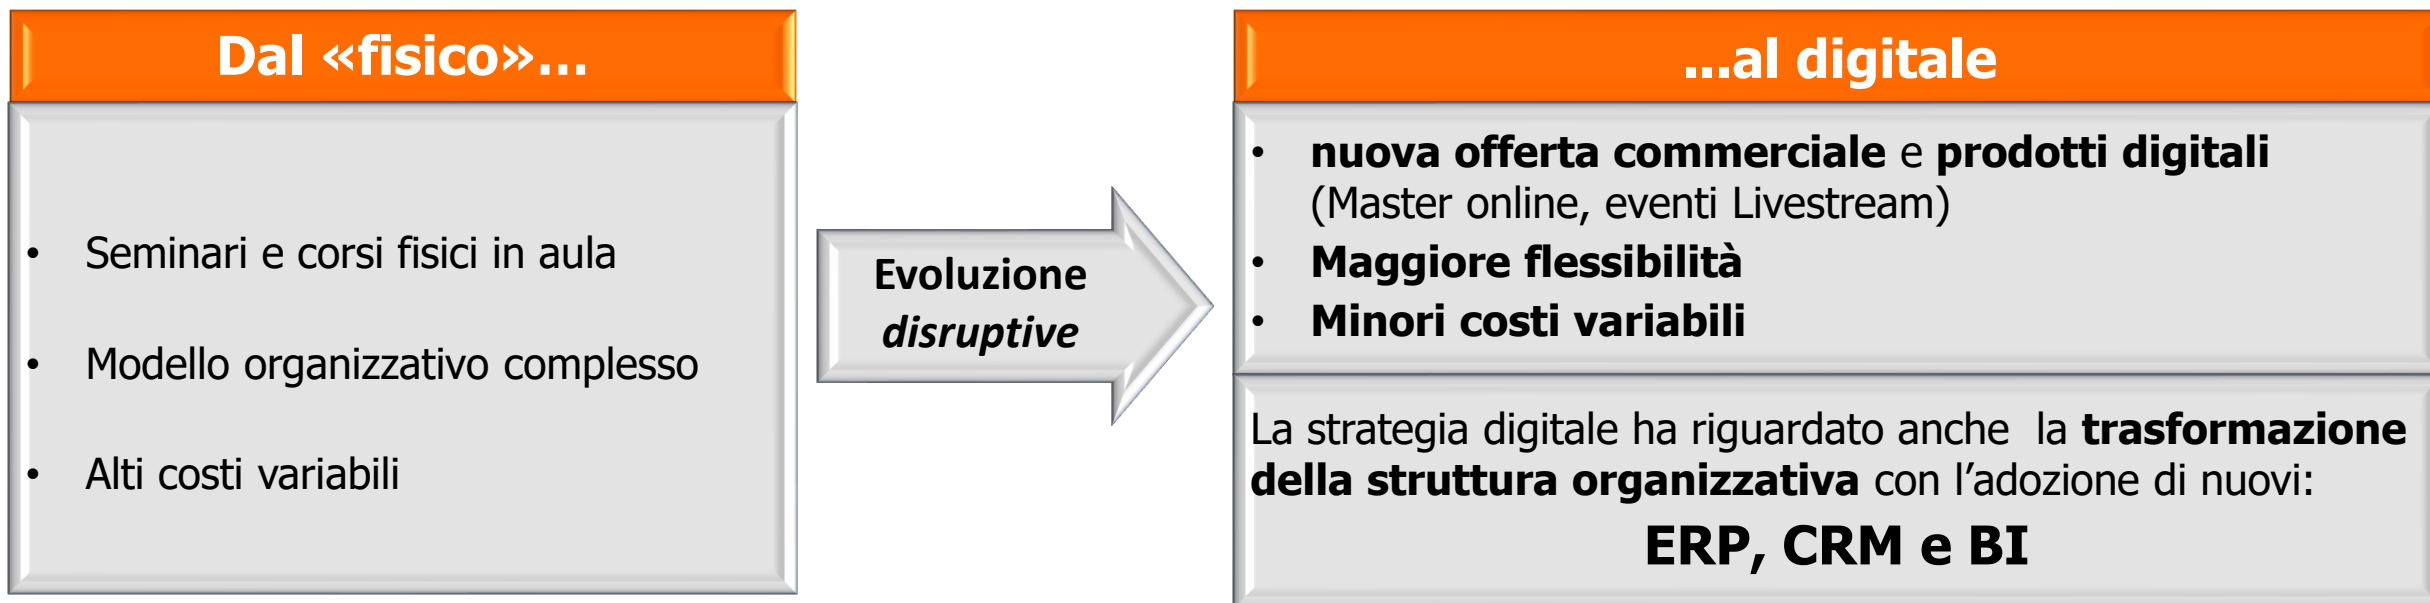 Dal «fisico»...
• Seminari e corsi fisici in aula
• Modello organizzativo complesso
• Alti costi variabili
Evoluzione
disruptive
...al digitale
• nuova offerta commerciale e prodotti digitali
(Master online, eventi Livestream)
• Maggiore flessibilità
• Minori costi variabili
La strategia digitale ha riguardato anche  la trasformazione
della struttura organizzativa con l’adozione di nuovi:
ERP, CRM e BI